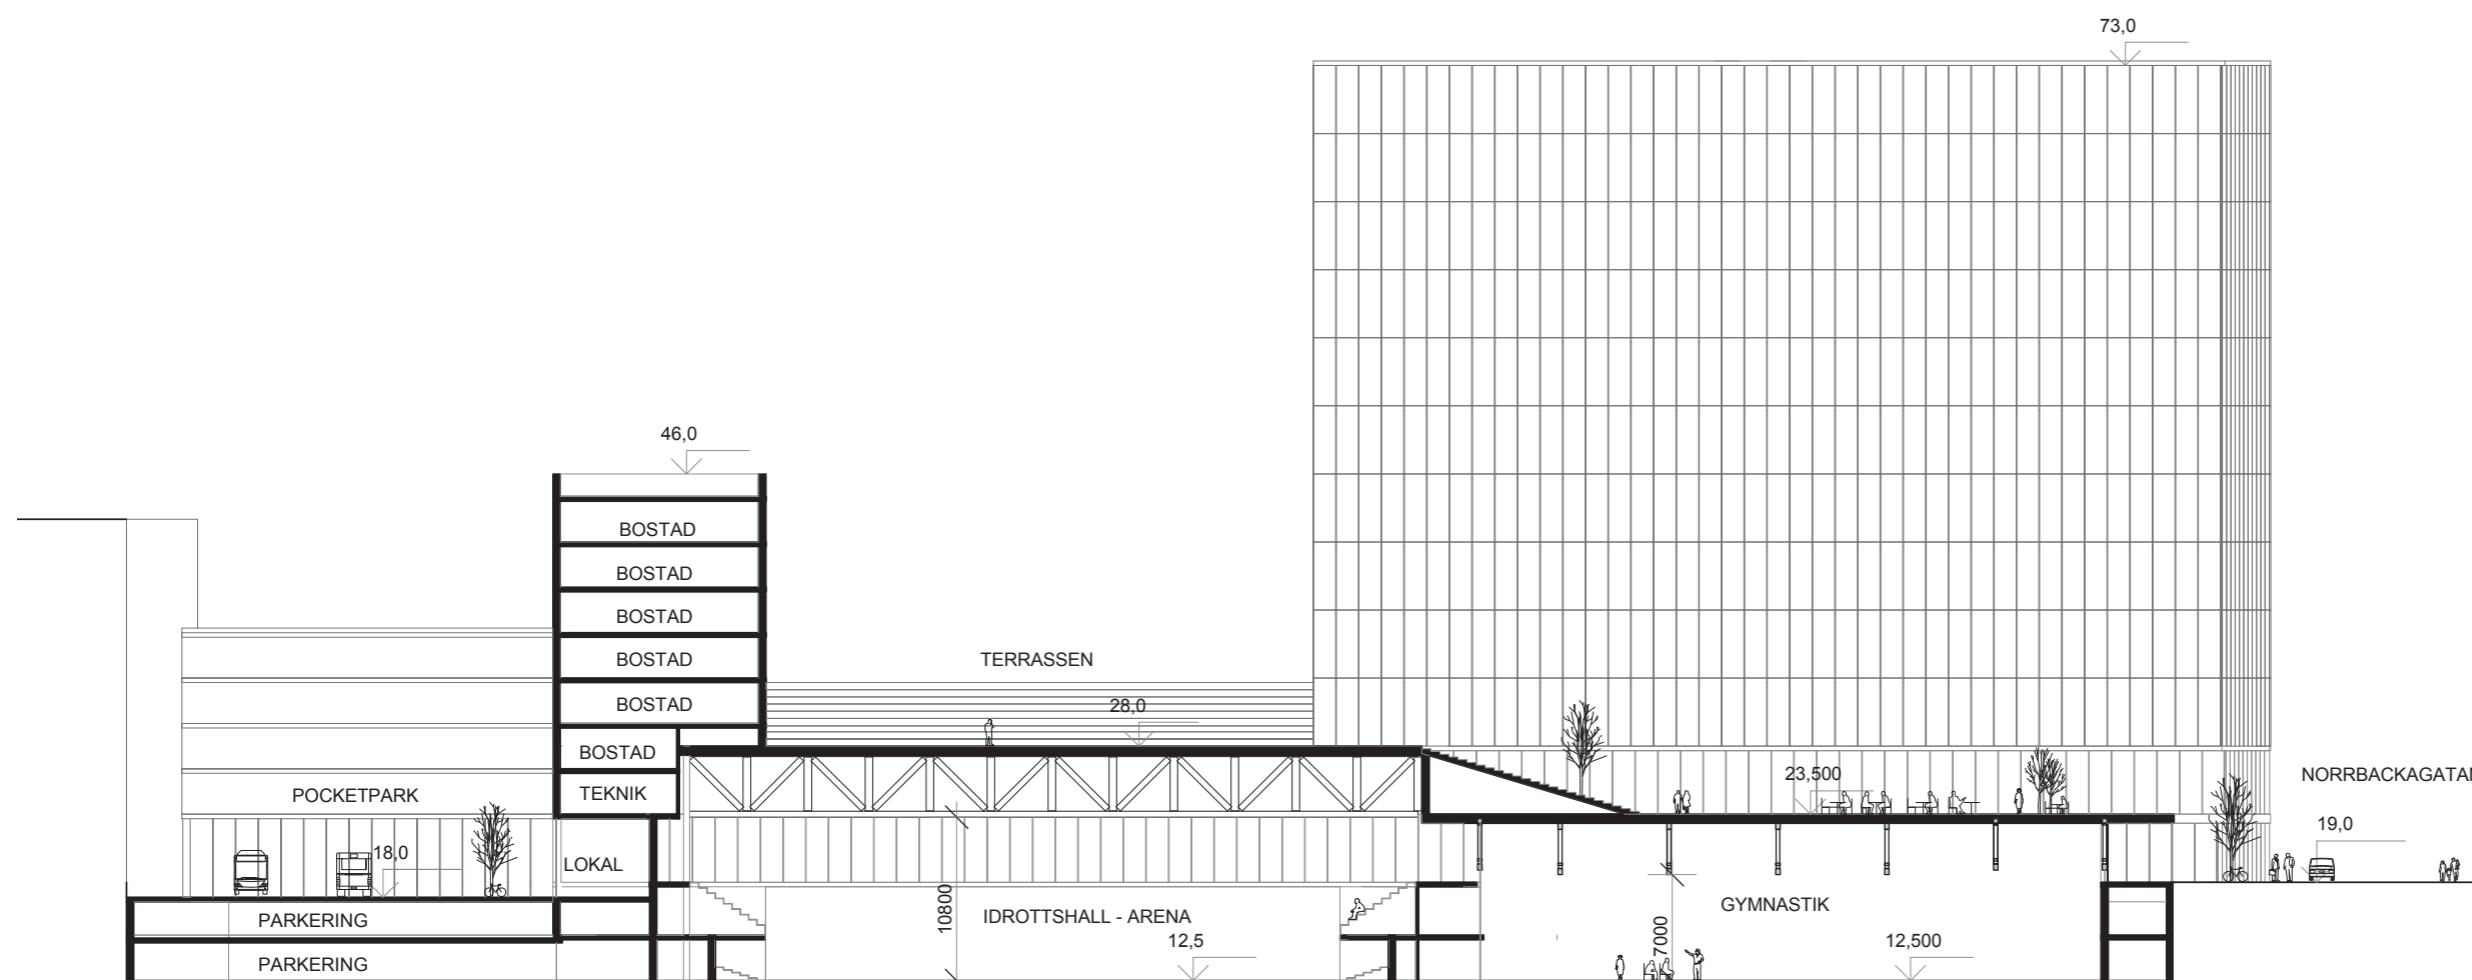 73,0
46,0
BOSTAD
BOSTAD
BOSTAD
BOSTAD
TERRASSEN
BOSTAD
28,0
BOSTAD
23,500
NORRBACKAGATAN
POCKETPARK
TEKNIK
19,0
18,0
LOKAL
10800
GYMNASTIK
IDROTTSHALL - ARENA
PARKERING
7000
12,5
12,500
PARKERING